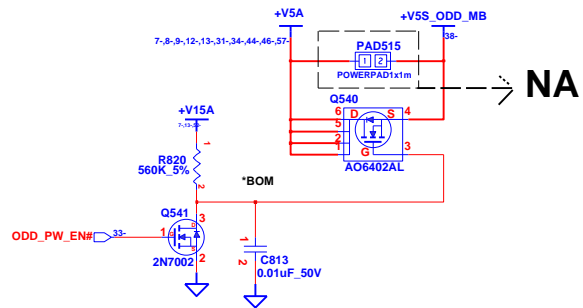 +V5A
+V5S_ODD_MB
7-,8-,9-,12-,13-,31-,34-,44-,46-,57-
38-
PAD515
1 2
POWERPAD1x1m
NA
Q540
+V15A
6 D S 4
5
2
1 G 3
AO6402AL
1
R820
560K_5%
2
*BOM
Q541
3
ODD_PW_EN# 33- 1 G
D
S
2
2N7002
1
2
C813
0.01uF_50V